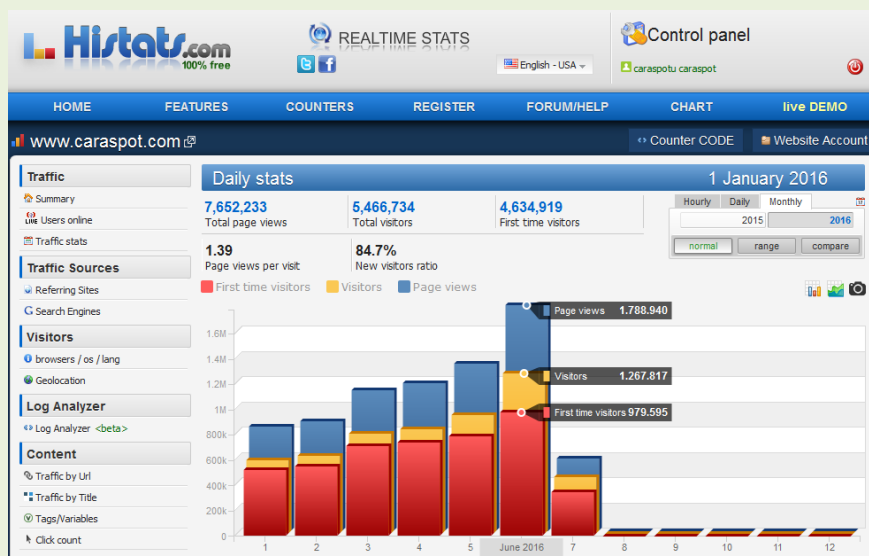 Histats.com
100% free
REALTIME STATS
English - USA
Control panel
caraspotu caraspot
HOME FEATURES COUNTERS REGISTER FORUM/HELP CHART live DEMO
www.caraspot.com
Counter CODE Website Account
Traffic
Summary
LIVE Users online
Traffic stats
Traffic Sources
Referring Sites
G Search Engines
Visitors
browsers / os / lang
Geolocation
Log Analyzer
Log Analyzer <beta>
Content
Traffic by Url
Traffic by Title
Tags/Variables
Click count
Daily stats 1 January 2016
7,652,233
Total page views
5,466,734
Total visitors
4,634,919
First time visitors
1.39
Page views per visit
84.7%
New visitors ratio
Hourly Daily Monthly
2015 2016
normal range compare
First time visitors Visitors Page views
Page views 1.788.940
Visitors 1.267.817
First time visitors 979.595
1.6M
1.4M
1.2M
1M
800k
600k
400k
200k
0
1 2 3 4 5 June 2016 7 8 9 10 11 12